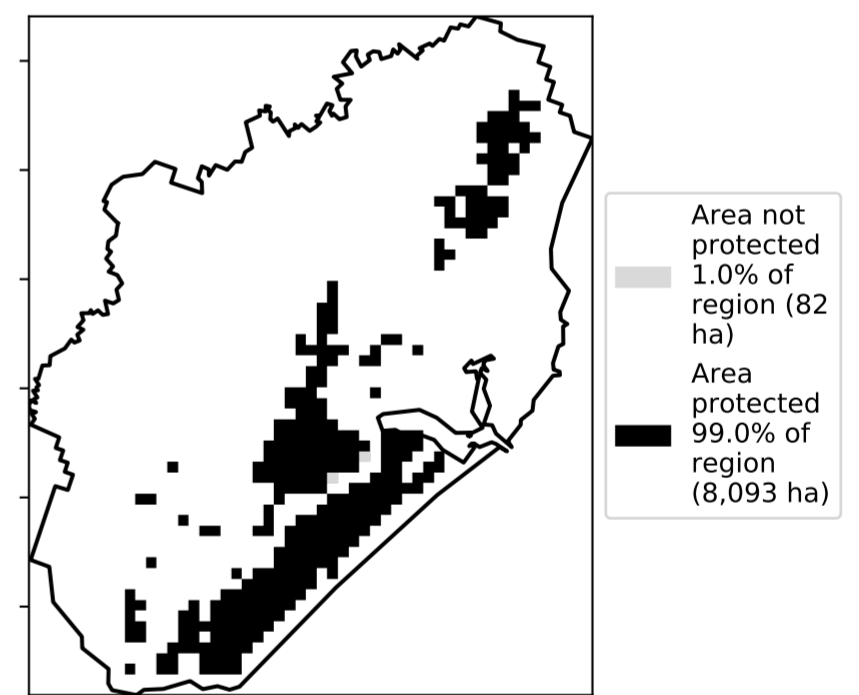 Area not
protected
1.0% of
region (82
ha)
Area
protected
99.0% of
region
(8,093 ha)